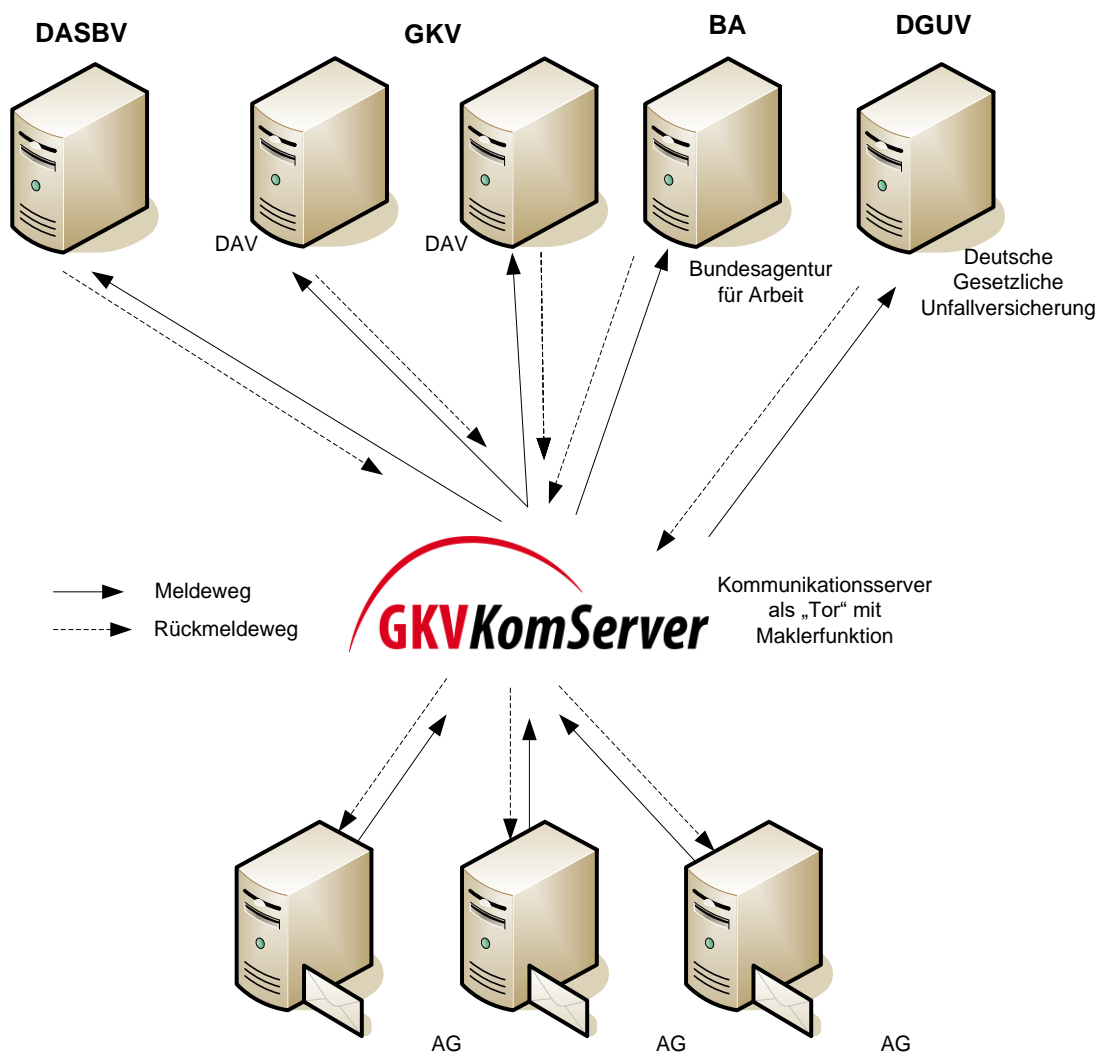 DASBV
GKV
BA
DGUV
DAV
DAV
Bundesagentur
für Arbeit
Deutsche
Gesetzliche
Unfallversicherung
Meldeweg
Rückmeldeweg
GKVKomServer
Kommunikationsserver
als „Tor“ mit
Maklerfunktion
AG
AG
AG